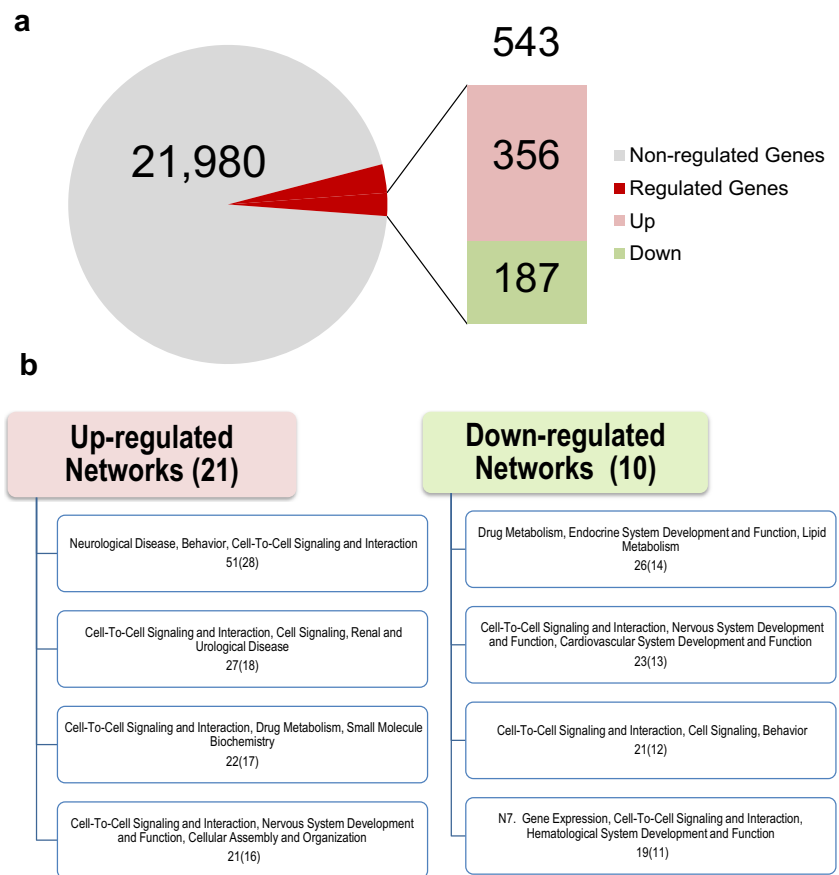 a
543
21,980
356
187
Non-regulated Genes
Regulated Genes
Up
Down
b
Up-regulated
Networks (21)
Neurological Disease, Behavior, Cell-To-Cell Signaling and Interaction
51(28)
Cell-To-Cell Signaling and Interaction, Cell Signaling, Renal and
Urological Disease
27(18)
Cell-To-Cell Signaling and Interaction, Drug Metabolism, Small Molecule
Biochemistry
22(17)
Cell-To-Cell Signaling and Interaction, Nervous System Development
and Function, Cellular Assembly and Organization
21(16)
Down-regulated
Networks (10)
Drug Metabolism, Endocrine System Development and Function, Lipid
Metabolism
26(14)
Cell-To-Cell Signaling and Interaction, Nervous System Development
and Function, Cardiovascular System Development and Function
23(13)
Cell-To-Cell Signaling and Interaction, Cell Signaling, Behavior
21(12)
N7. Gene Expression, Cell-To-Cell Signaling and Interaction,
Hematological System Development and Function
19(11)